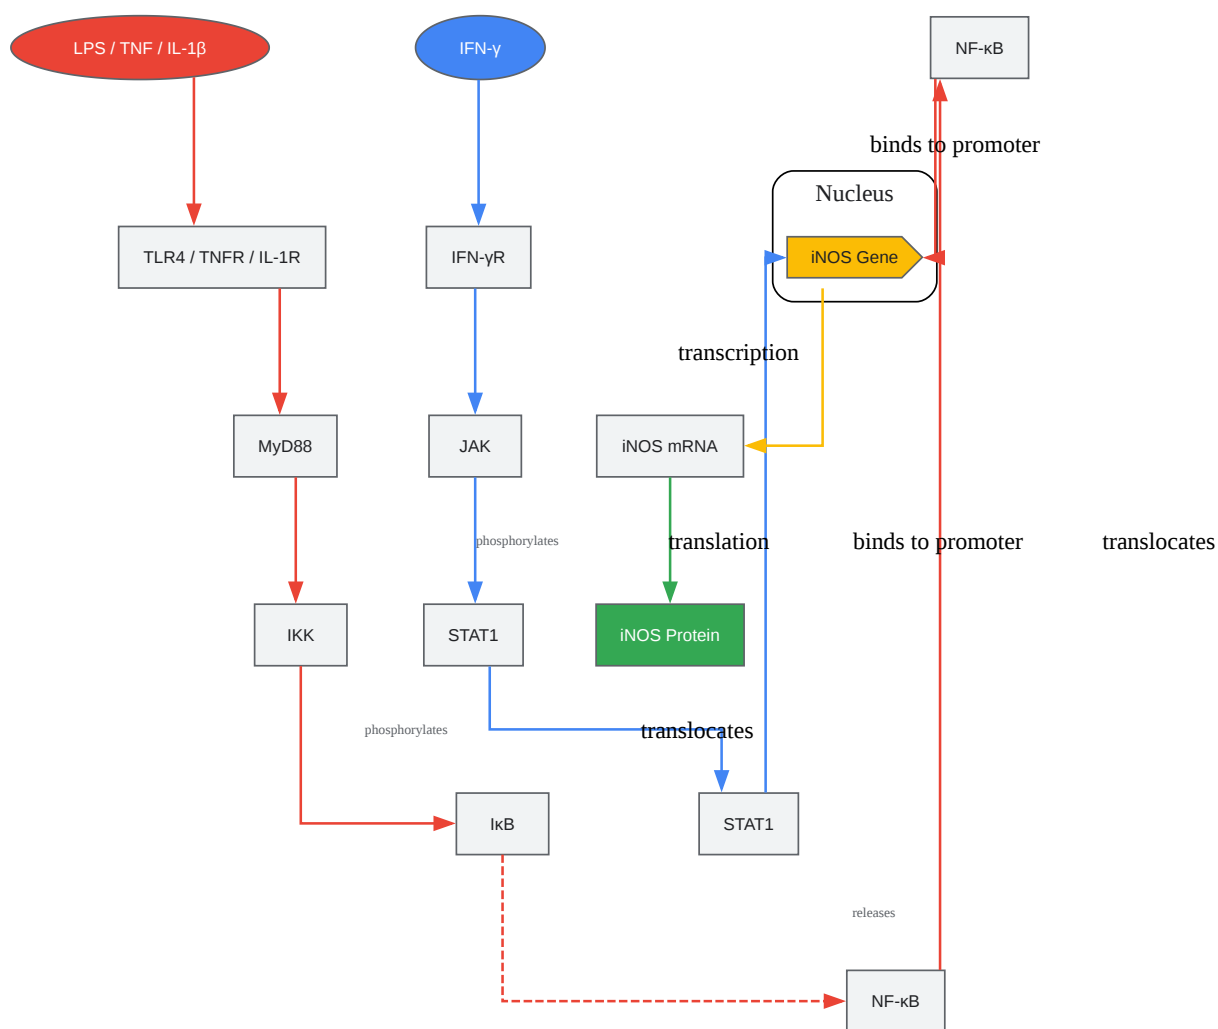 LPS / TNF / IL-1β
IFN-γ
NF-κB
binds to promoter
Nucleus
TLR4 / TNFR / IL-1R
IFN-γR
iNOS Gene
transcription
MyD88
JAK
iNOS mRNA
phosphorylates
translation
binds to promoter
translocates
IKK
STAT1
iNOS Protein
phosphorylates
translocates
IκB
STAT1
releases
NF-κB